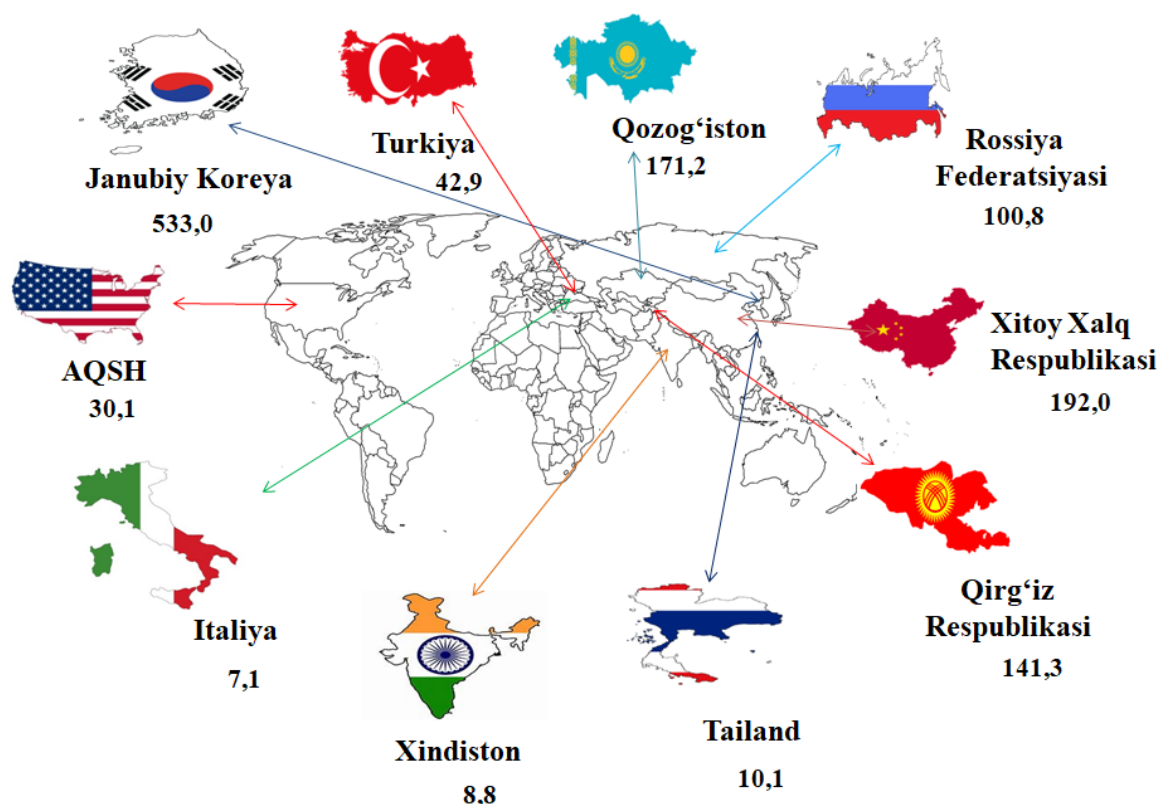 Janubiy Koreya
533,0
Turkiya
42,9
Qozog‘iston
171,2
Rossiya
Federatsiyasi
100,8
AQSH
30,1
Xitoy Xalq
Respublikasi
192,0
Italiya
7,1
Xindiston
8,8
Tailand
10,1
Qirg‘iz
Respublikasi
141,3